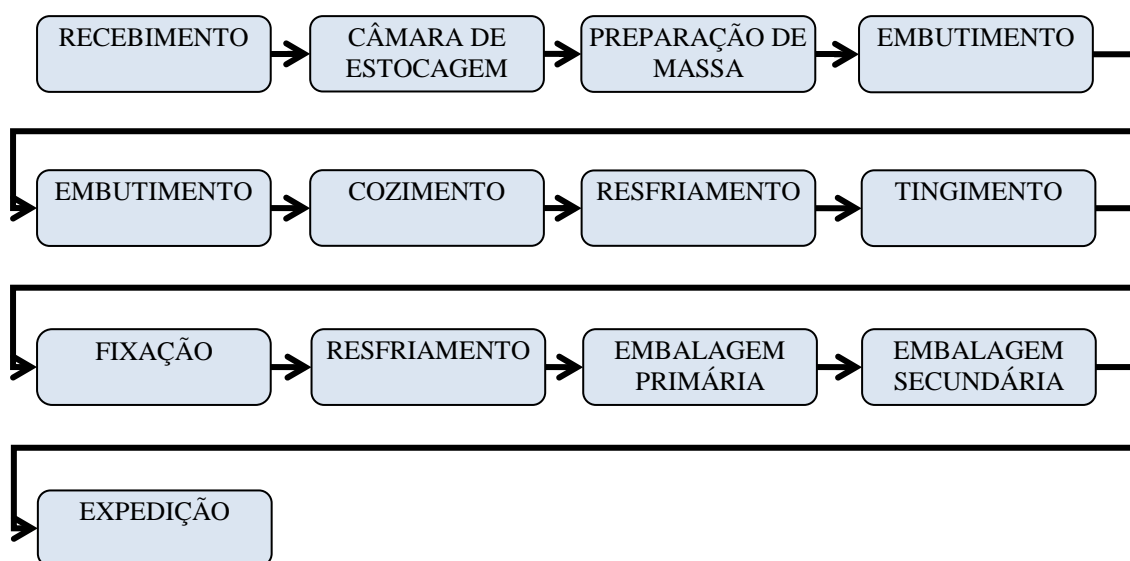 RECEBIMENTO
CÂMARA DE
ESTOCAGEM
PREPARAÇÃO DE
MASSA
EMBUTIMENTO
EMBUTIMENTO
COZIMENTO
RESFRIAMENTO
TINGIMENTO
FIXAÇÃO
RESFRIAMENTO
EMBALAGEM
PRIMÁRIA
EMBALAGEM
SECUNDÁRIA
EXPEDIÇÃO